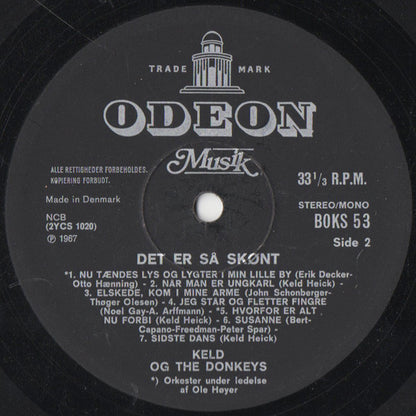 TRADE MARK
ODEON
Musik
ALLE RETTIGHEDER FORBEHOLDES.
KOPIERING FORBUDT.
33 1/3 R.P.M.
Made in Denmark
STEREO/MONO
NCB
(2YCS 1020)
BOKS 53
℗ 1967
Side 2
DET ER SÅ SKØNT
*1. NU TÆNDES LYS OG LYGTER I MIN LILLE BY (Erik Decker-
Otto Hænning) - 2. NÅR MAN ER UNGKARL (Keld Heick) -
3. ELSKEDE, KOM I MINE ARME (John Schonberger-
Thøger Olesen) - 4. JEG STÅR OG FLETTER FINGRE
(Noel Gay-A. Arffmann) - *5. HVORFOR ER ALT
NU FORBI (Keld Heick) - 6. SUSANNE (Bert-
Capano-Freedman-Peter Spar) -
7. SIDSTE DANS (Keld Heick)
KELD
OG THE DONKEYS
*) Orkester under ledelse
af Ole Høyer